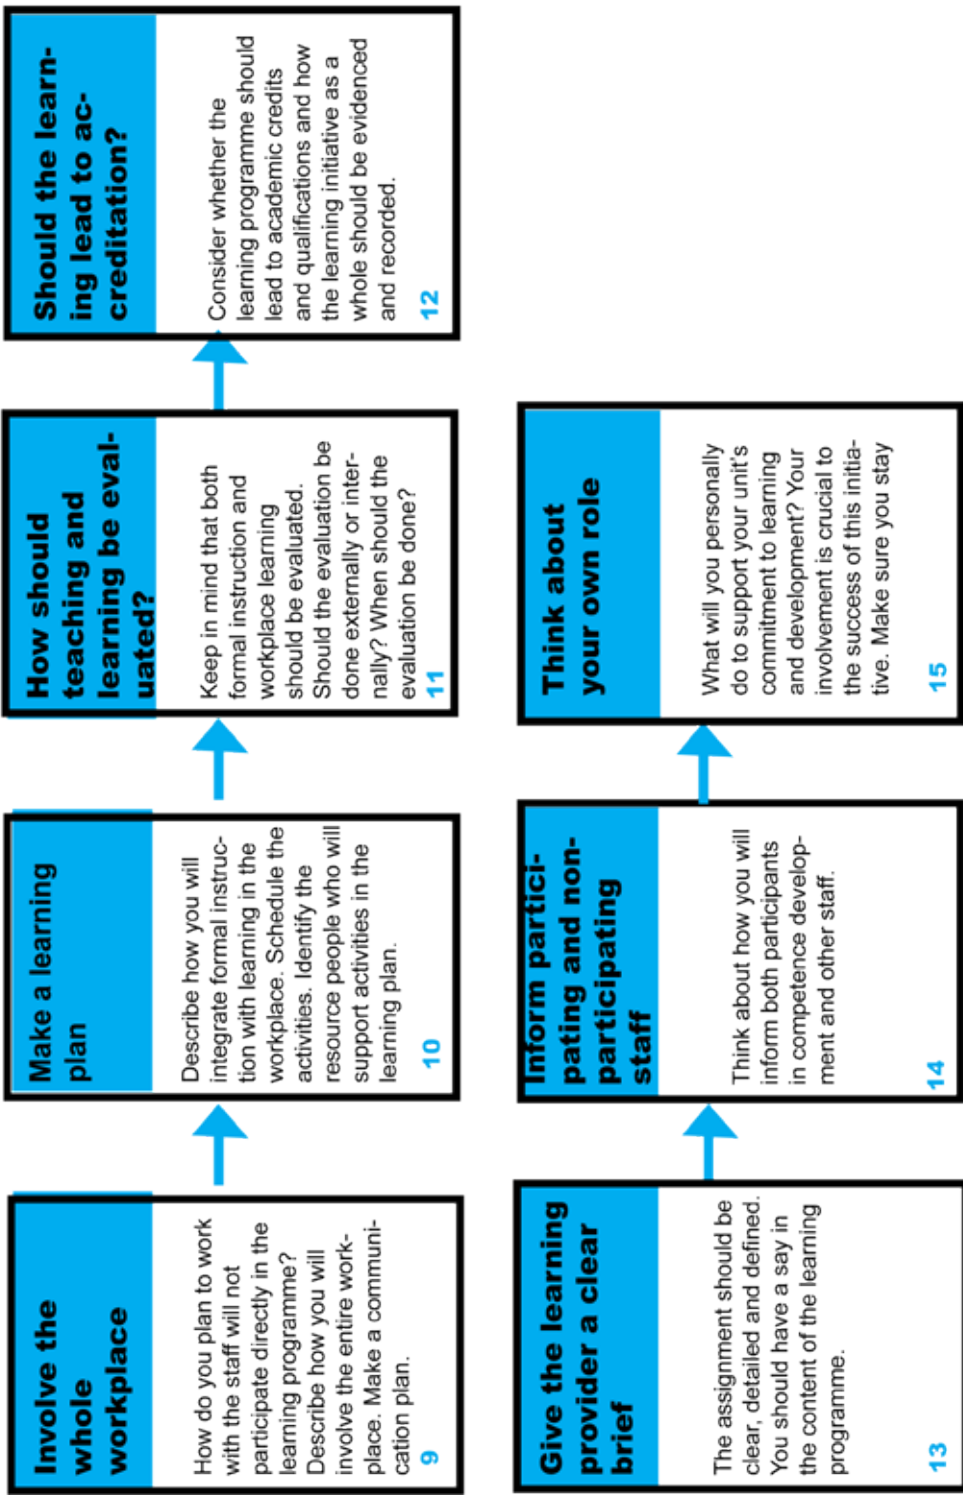 Involve the
whole
workplace
How do you plan to work
with the staff will not
participate directly in the
learning programme?
Describe how you will
involve the entire work-
place. Make a communi-
cation plan.
9
Make a learning
plan
Describe how you will
integrate formal instruc-
tion with learning in the
workplace. Schedule the
activities. Identify the
resource people who will
support activities in the
learning plan.
10
How should
teaching and
learning be eval-
uated?
Keep in mind that both
formal instruction and
workplace learning
should be evaluated.
Should the evaluation be
done externally or inter-
nally? When should the
evaluation be done?
11
Should the learn-
ing lead to ac-
creditation?
Consider whether the
learning programme should
lead to academic credits
and qualifications and how
the learning initiative as a
whole should be evidenced
and recorded.
12
Give the learning
provider a clear
brief
The assignment should be
clear, detailed and defined.
You should have a say in
the content of the learning
programme.
13
Inform partici-
pating and non-
participating
staff
Think about how you will
inform both participants
in competence develop-
ment and other staff.
14
Think about
your own role
What will you personally
do to support your unit's
commitment to learning
and development? Your
involvement is crucial to
the success of this initia-
tive. Make sure you stay
15